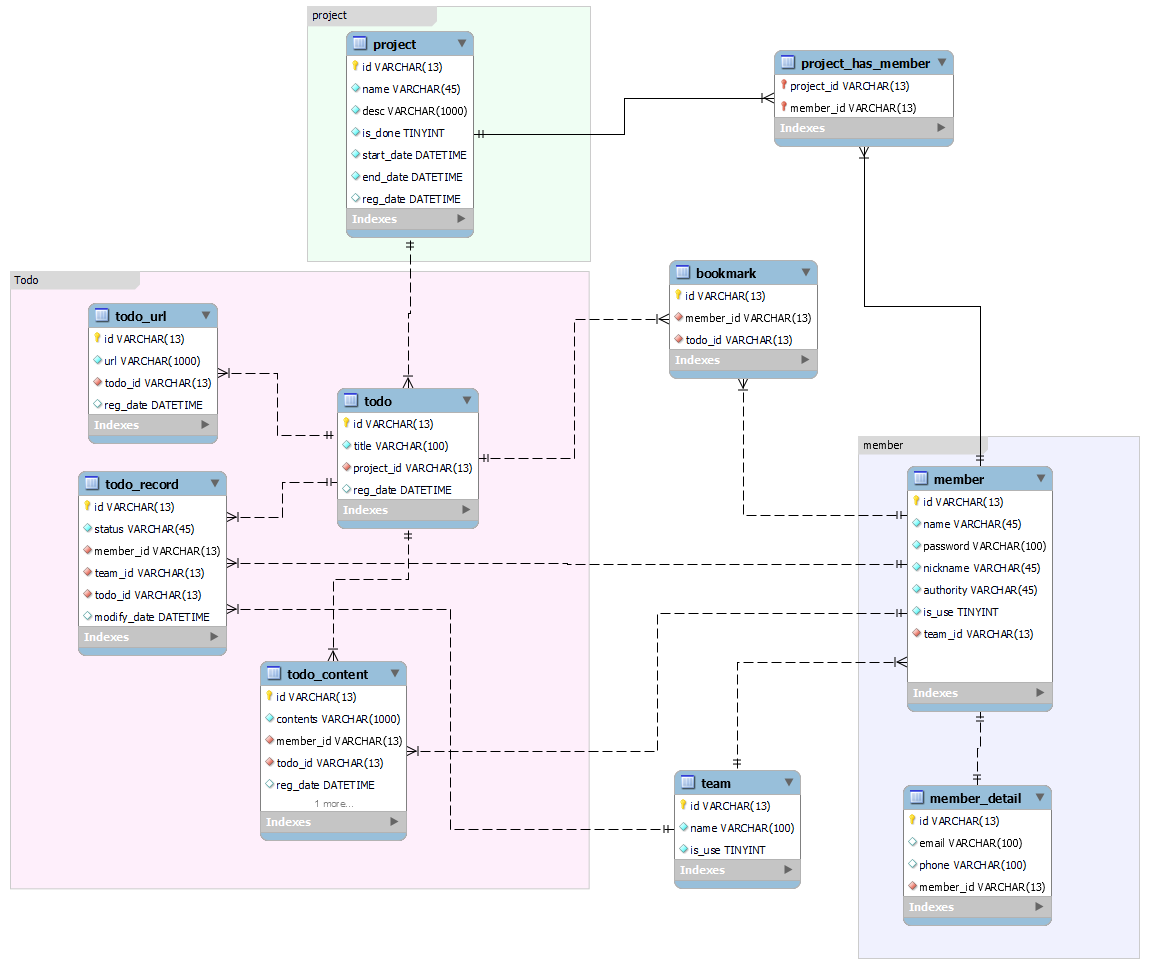 project
project
id VARCHAR(13)
name VARCHAR(45)
desc VARCHAR(1000)
is_done TINYINT
start_date DATETIME
end_date DATETIME
reg_date DATETIME
Indexes
project_has_member
project_id VARCHAR(13)
member_id VARCHAR(13)
Indexes
bookmark
id VARCHAR(13)
member_id VARCHAR(13)
todo_id VARCHAR(13)
Indexes
Todo
todo_url
id VARCHAR(13)
url VARCHAR(1000)
todo_id VARCHAR(13)
reg_date DATETIME
Indexes
todo
id VARCHAR(13)
title VARCHAR(100)
project_id VARCHAR(13)
reg_date DATETIME
Indexes
todo_record
id VARCHAR(13)
status VARCHAR(45)
member_id VARCHAR(13)
team_id VARCHAR(13)
todo_id VARCHAR(13)
modify_date DATETIME
Indexes
todo_content
id VARCHAR(13)
contents VARCHAR(1000)
member_id VARCHAR(13)
todo_id VARCHAR(13)
reg_date DATETIME
1 more...
Indexes
member
member
id VARCHAR(13)
name VARCHAR(45)
password VARCHAR(100)
nickname VARCHAR(45)
authority VARCHAR(45)
is_use TINYINT
team_id VARCHAR(13)
Indexes
team
id VARCHAR(13)
name VARCHAR(100)
is_use TINYINT
Indexes
member_detail
id VARCHAR(13)
email VARCHAR(100)
phone VARCHAR(100)
member_id VARCHAR(13)
Indexes